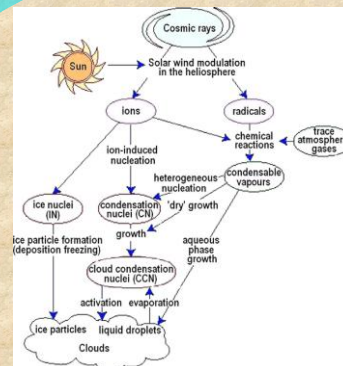 Cosmic rays
Sun
Solar wind modulation
in the heliosphere
ions
radicals
chemical
reactions
trace
atmospheric
gases
ion-induced
nucleation
heterogeneous
nucleation
condensable
vapours
ice nuclei
(IN)
condensation
nuclei (CN)
'dry' growth
growth
ice particle formation
(deposition freezing)
aqueous
phase
growth
cloud condensation
nuclei (CCN)
activation
evaporation
ice particles
liquid droplets
Clouds